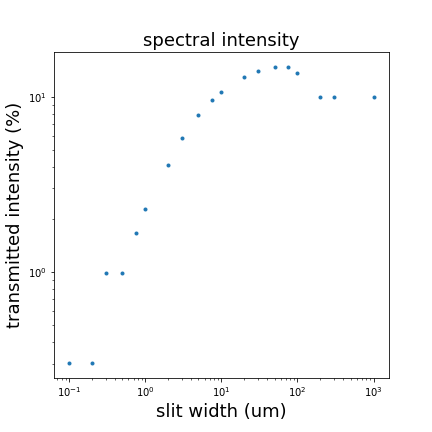 spectral intensity
transmitted intensity (%)
10¹
10⁰
10⁻¹ 10⁰ 10¹ 10² 10³
slit width (um)